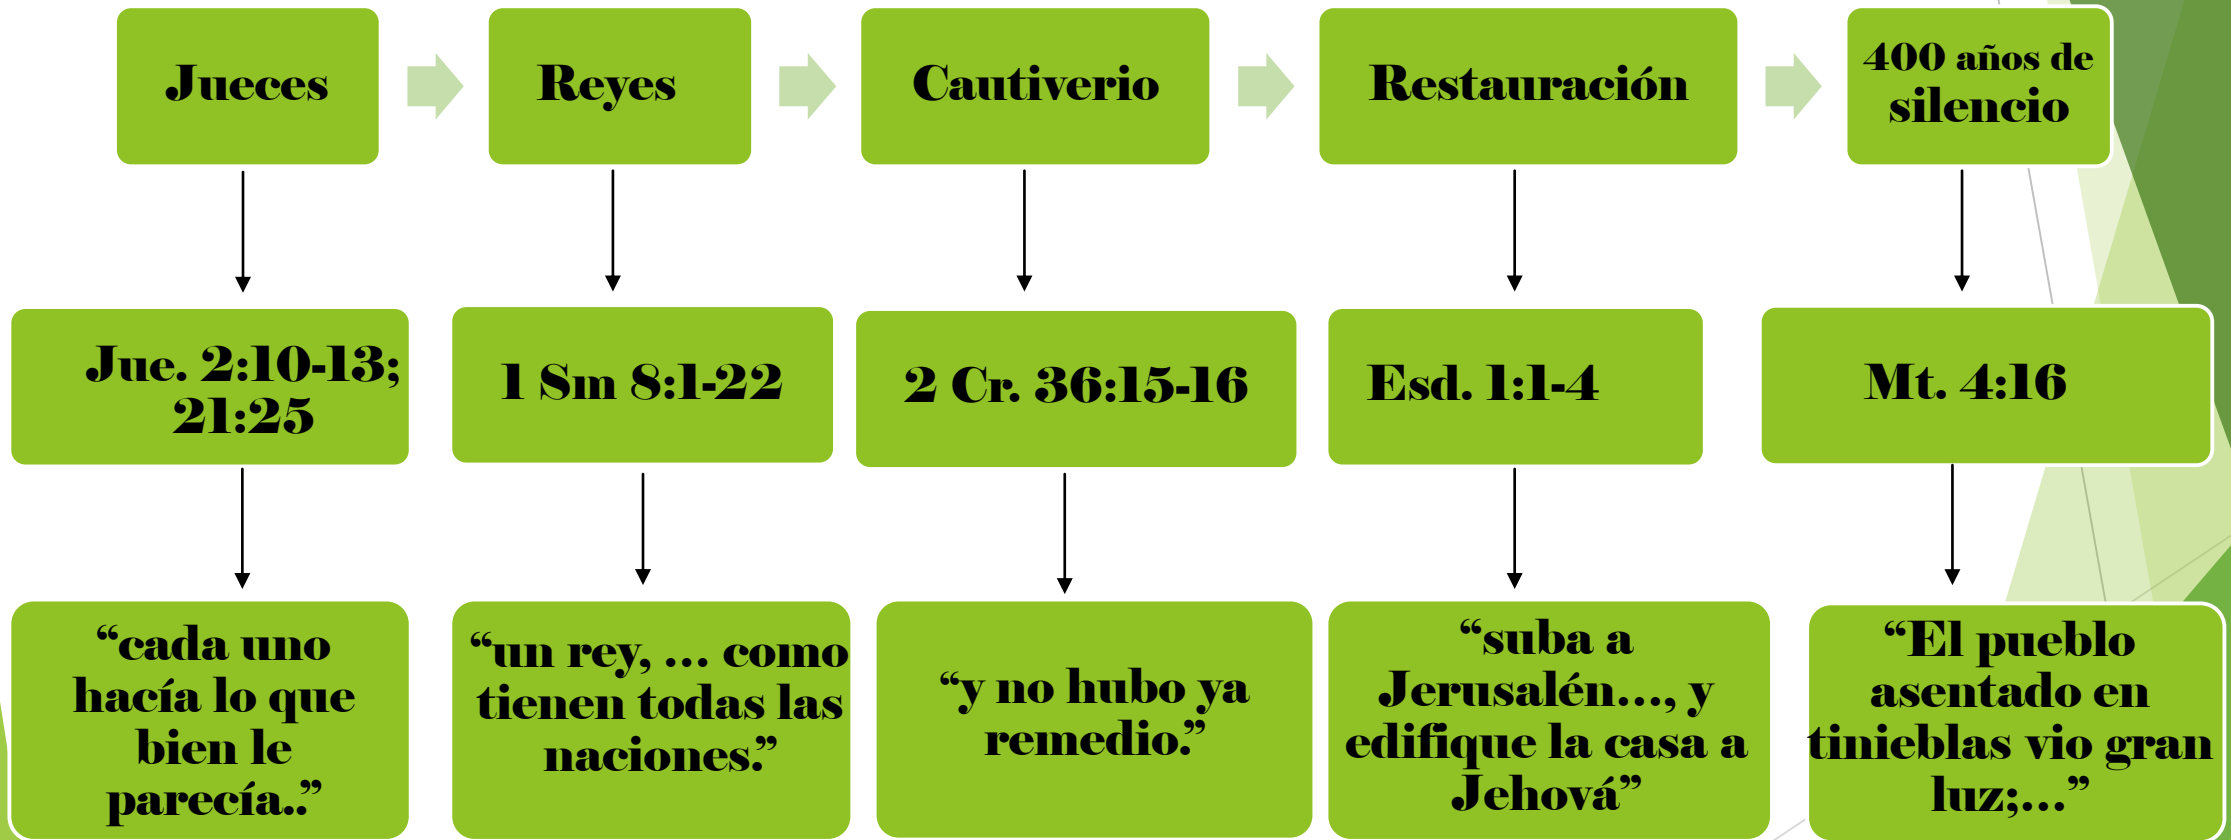 Jueces
Reyes
Cautiverio
Restauración
400 años de
silencio
Jue. 2:10-13;
21:25
1 Sm 8:1-22
2 Cr. 36:15-16
Esd. 1:1-4
Mt. 4:16
“cada uno
hacía lo que
bien le
parecía..”
“un rey, … como
tienen todas las
naciones.”
“y no hubo ya
remedio.”
“suba a
Jerusalén…, y
edifique la casa a
Jehová”
“El pueblo
asentado en
tinieblas vio gran
luz;…”